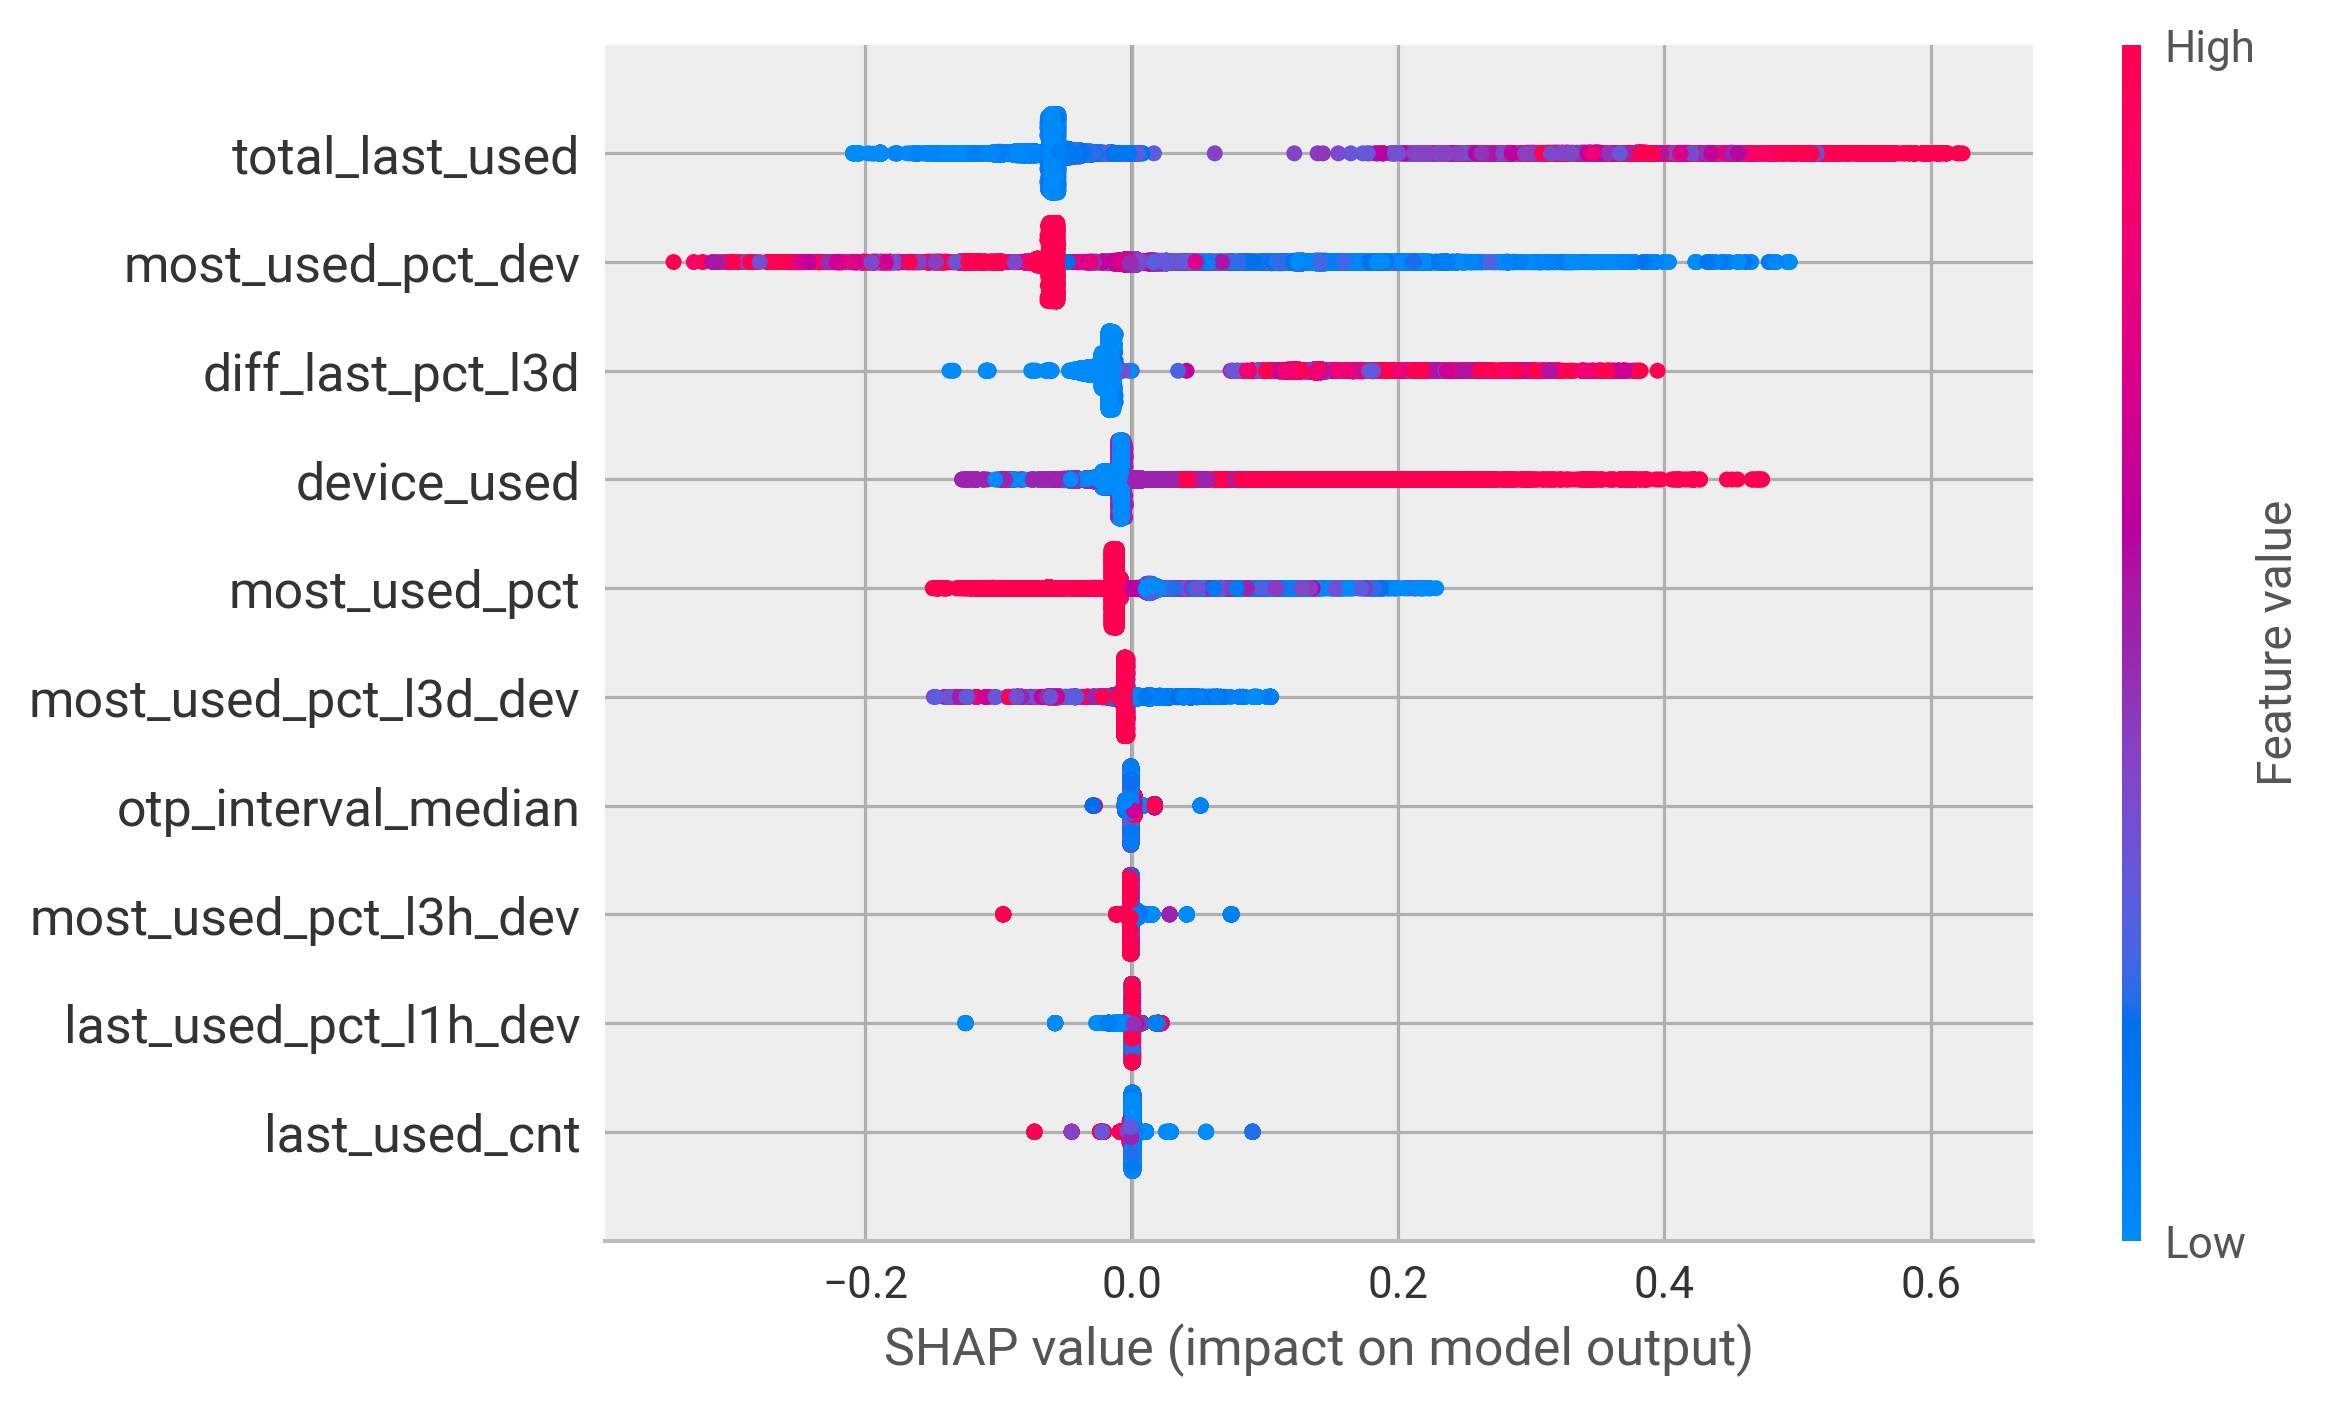 High
total_last_used
most_used_pct_dev
diff_last_pct_l3d
device_used
most_used_pct
most_used_pct_l3d_dev
otp_interval_median
most_used_pct_l3h_dev
last_used_pct_l1h_dev
last_used_cnt
Feature value
Low
−0.2 0.0 0.2 0.4 0.6
SHAP value (impact on model output)